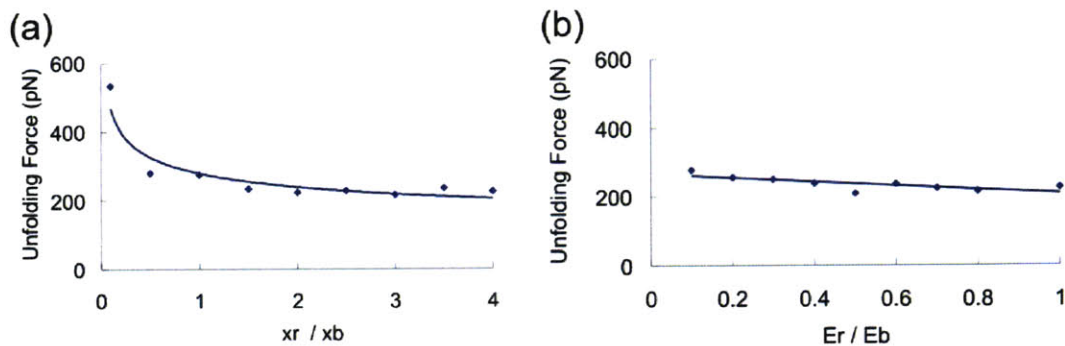 (a)
Unfolding Force (pN)
600
400
200
0
0 1 2 3 4
xr / xb
(b)
Unfolding Force (pN)
600
400
200
0
0 0.2 0.4 0.6 0.8 1
Er / Eb